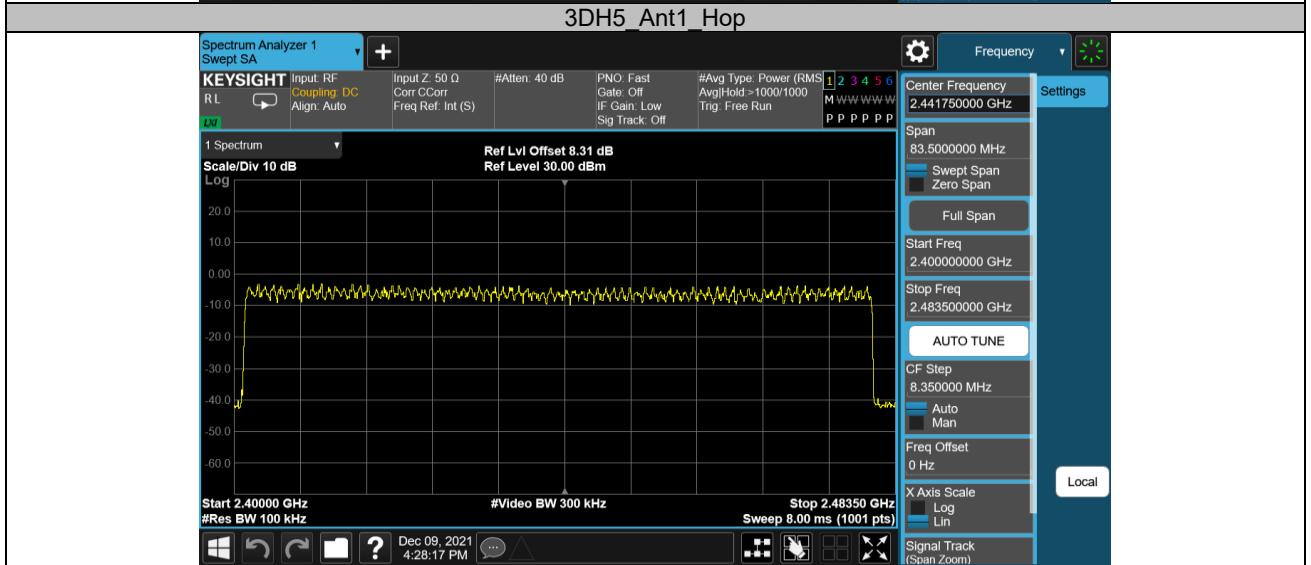 3DH5_Ant1_Hop
Spectrum Analyzer 1
Swept SA
Frequency
KEYSIGHT
RL
LXI
Input: RF
Coupling: DC
Align: Auto
Input Z: 50 Ω
Corr CCorr
Freq Ref: Int (S)
#Atten: 40 dB
PNO: Fast
Gate: Off
IF Gain: Low
Sig Track: Off
#Avg Type: Power (RMS
Avg|Hold:>1000/1000
Trig: Free Run
1 2 3 4 5 6
M W W W W W
P P P P P P
1 Spectrum
Scale/Div 10 dB
Log
Ref Lvl Offset 8.31 dB
Ref Level 30.00 dBm
20.0
10.0
0.00
-10.0
-20.0
-30.0
-40.0
-50.0
-60.0
Start 2.40000 GHz
#Res BW 100 kHz
#Video BW 300 kHz
Stop 2.48350 GHz
Sweep 8.00 ms (1001 pts)
Dec 09, 2021
4:28:17 PM
Center Frequency
2.441750000 GHz
Span
83.5000000 MHz
Swept Span
Zero Span
Full Span
Start Freq
2.400000000 GHz
Stop Freq
2.483500000 GHz
AUTO TUNE
CF Step
8.350000 MHz
Auto
Man
Freq Offset
0 Hz
X Axis Scale
Log
Lin
Signal Track
(Span Zoom)
Settings
Local